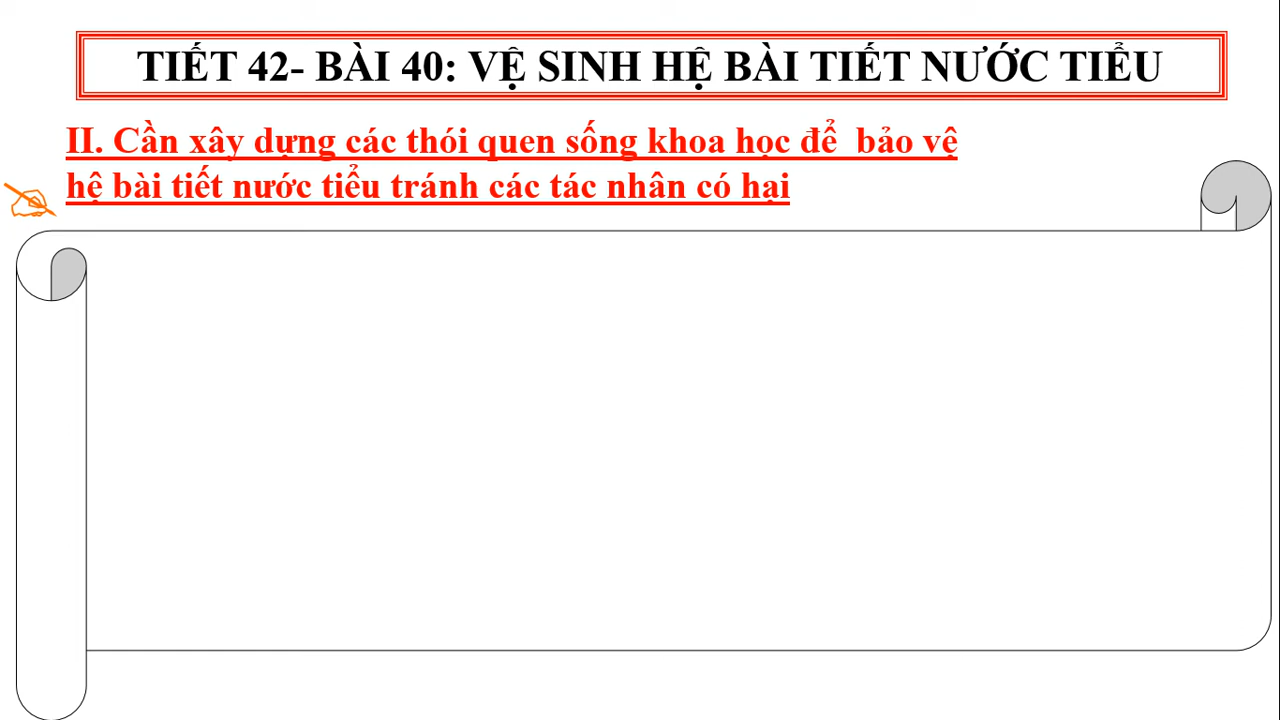 TIẾT 42- BÀI 40: VỆ SINH HỆ BÀI TIẾT NƯỚC TIỂU
II. Cần xây dựng các thói quen sống khoa học để  bảo vệ
hệ bài tiết nước tiểu tránh các tác nhân có hại